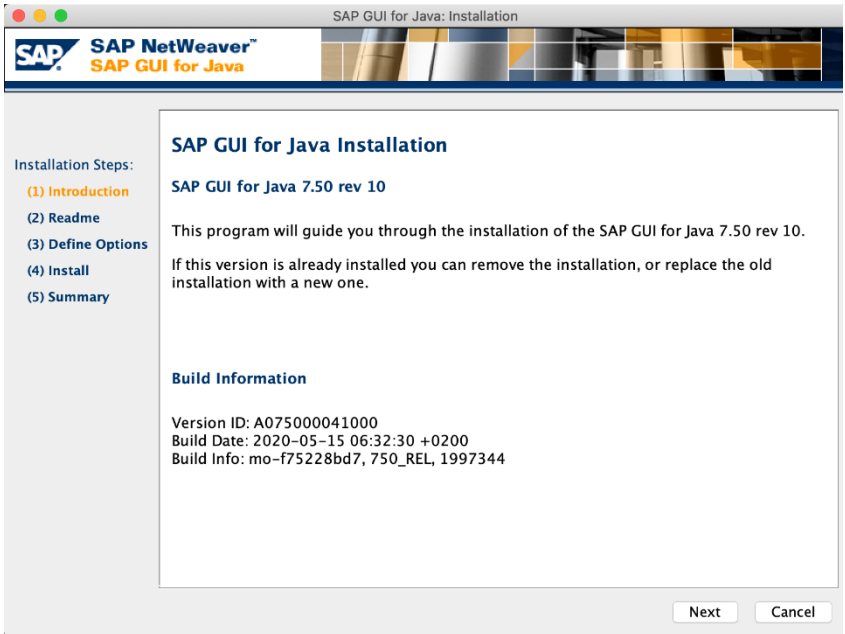 SAP GUI for Java: Installation
SAP
SAP NetWeaver™
SAP GUI for Java
Installation Steps:
(1) Introduction
(2) Readme
(3) Define Options
(4) Install
(5) Summary
SAP GUI for Java Installation
SAP GUI for Java 7.50 rev 10
This program will guide you through the installation of the SAP GUI for Java 7.50 rev 10.
If this version is already installed you can remove the installation, or replace the old
installation with a new one.
Build Information
Version ID: A075000041000
Build Date: 2020-05-15 06:32:30 +0200
Build Info: mo-f75228bd7, 750_REL, 1997344
Next
Cancel